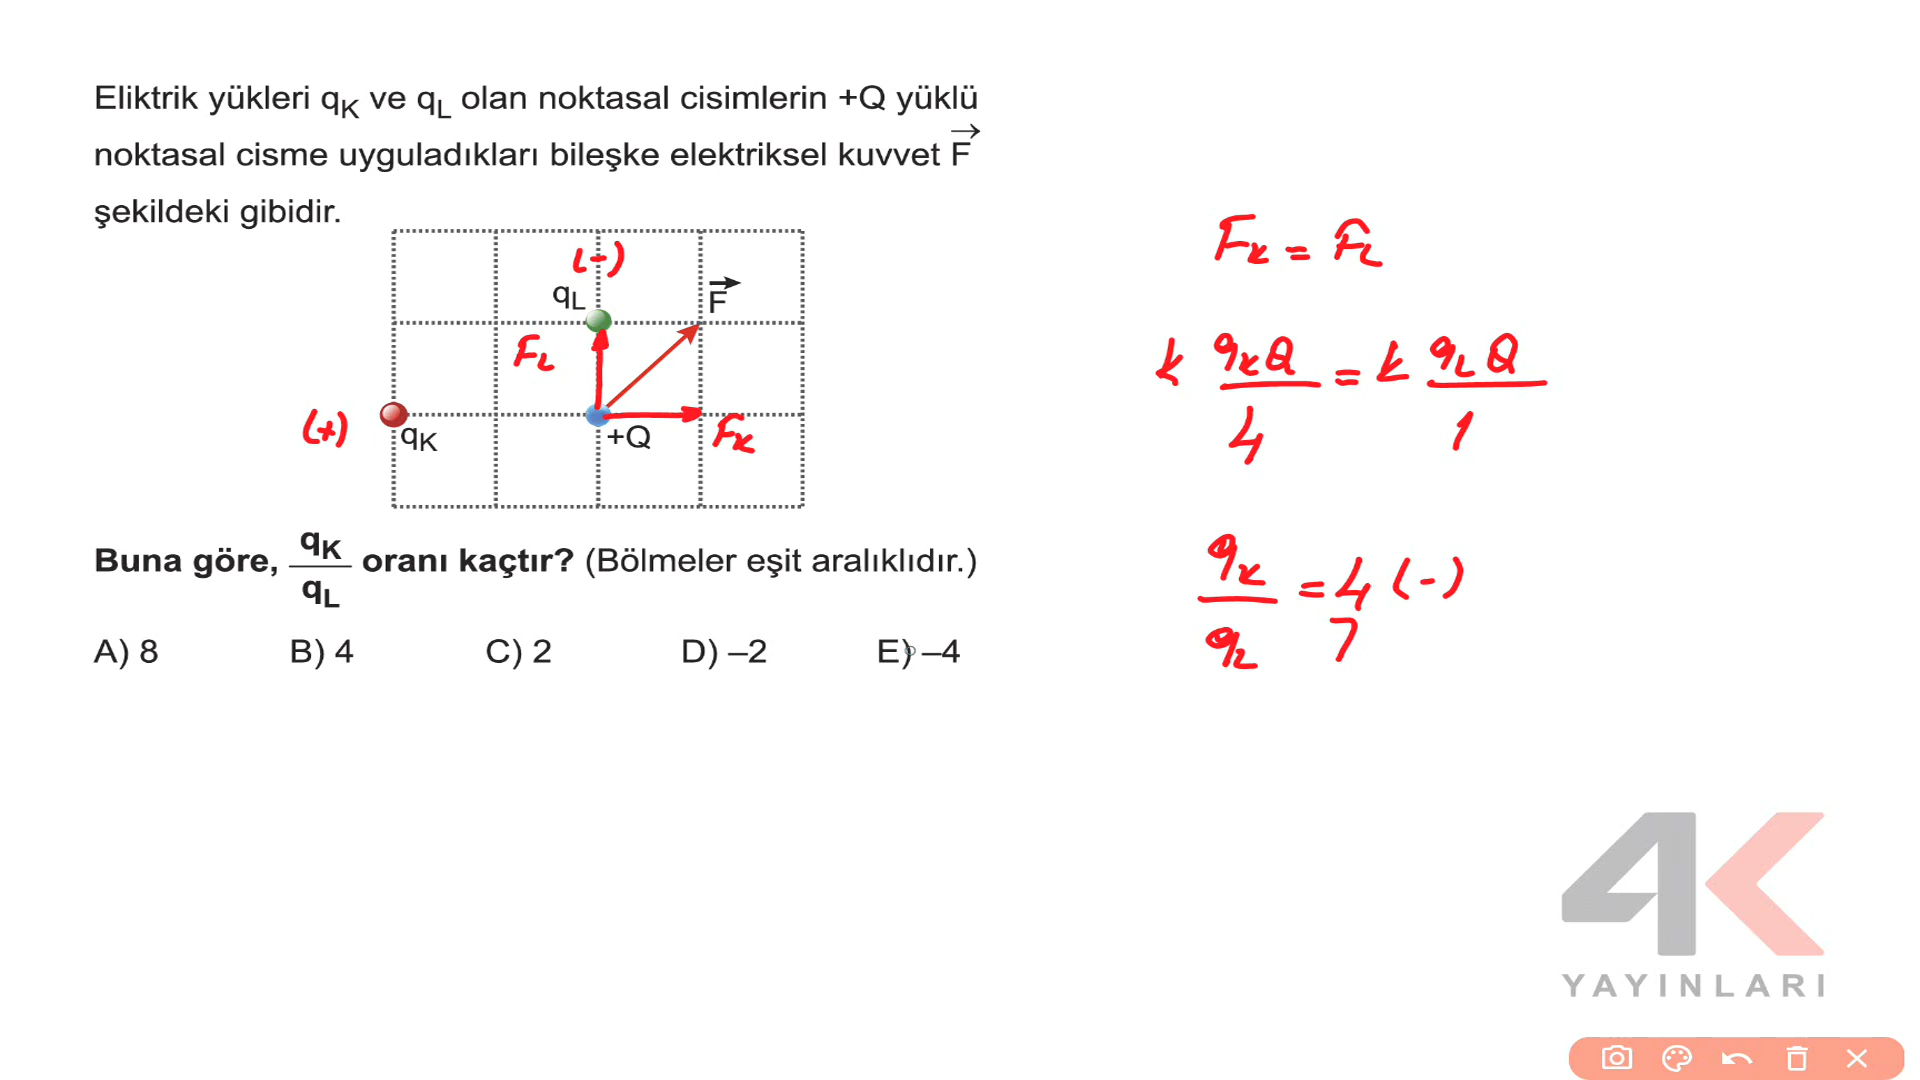 Eliktrik yükleri qK ve qL olan noktasal cisimlerin +Q yüklü
noktasal cisme uyguladıkları bileşke elektriksel kuvvet F→
şekildeki gibidir.
(-)
qL
F→
FL
(+)
qK
+Q
FK
Buna göre, qK/qL oranı kaçtır? (Bölmeler eşit aralıklıdır.)
A) 8 B) 4 C) 2 D) –2 E) –4
FK = FL
k qKQ/4 = k qLQ/1
qK/qL = 4 (-)
7
4K
YAYINLARI